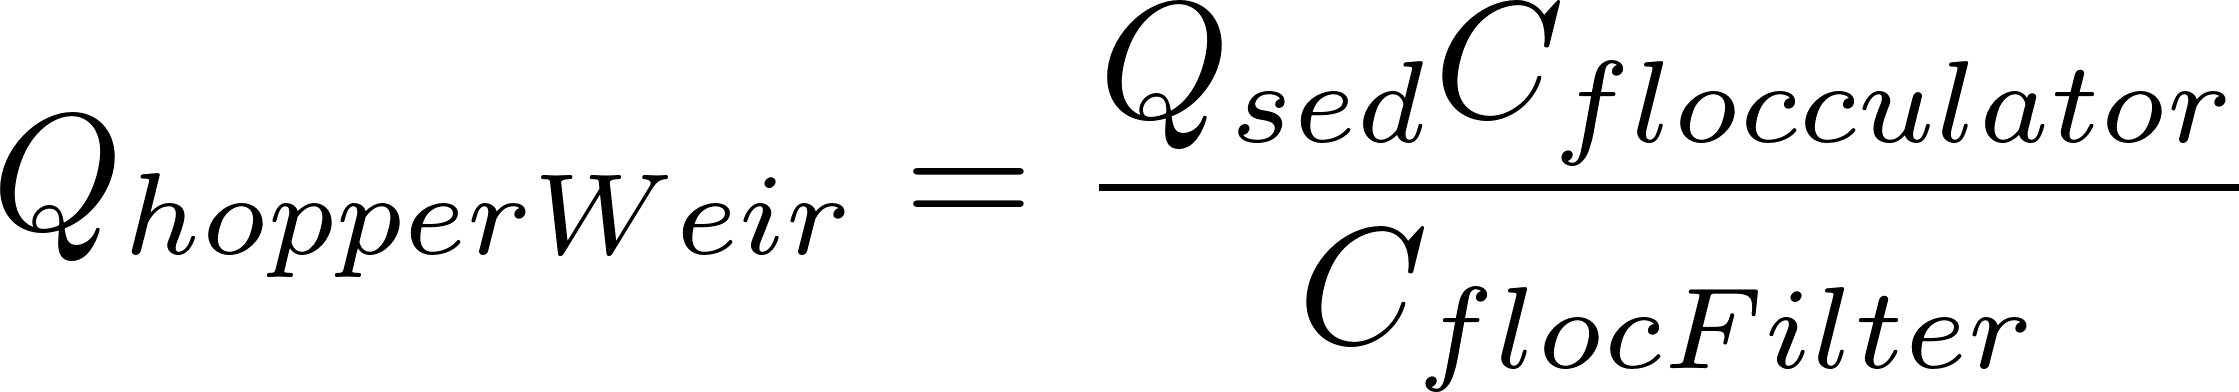 $Q_{hopperWeir} = \frac{Q_{sed}C_{flocculator}}{C_{flocFilter}}$